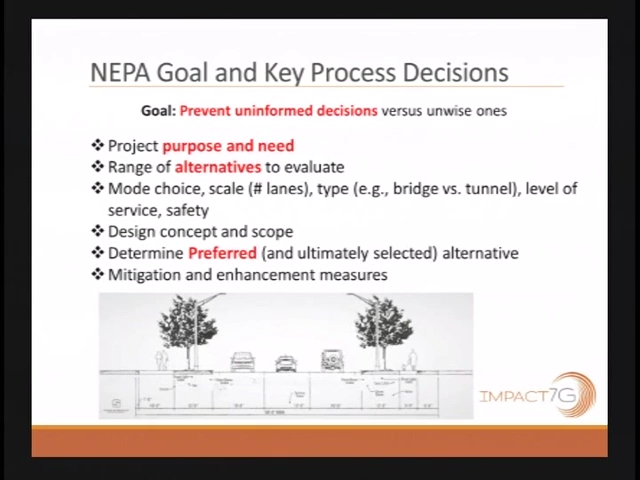 NEPA Goal and Key Process Decisions
Goal: Prevent uninformed decisions versus unwise ones
❖ Project purpose and need
❖ Range of alternatives to evaluate
❖ Mode choice, scale (# lanes), type (e.g., bridge vs. tunnel), level of
service, safety
❖ Design concept and scope
❖ Determine Preferred (and ultimately selected) alternative
❖ Mitigation and enhancement measures
IMPACT7G